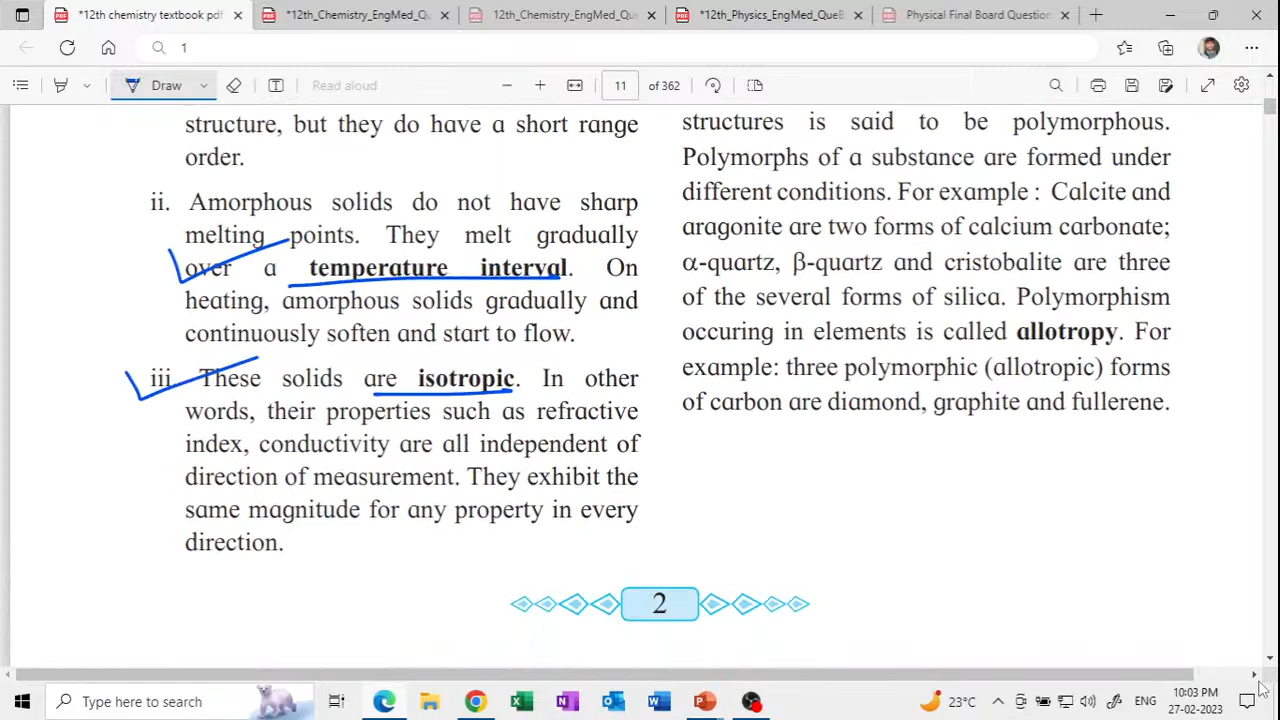 *12th chemistry textbook pdf
*12th_Chemistry_EngMed_Qu
12th_Chemistry_EngMed_Que
*12th_Physics_EngMed_QueB
Physical Final Board Question
1
Draw
Read aloud
11
of 362
structure, but they do have a short range
order.
ii. Amorphous solids do not have sharp
melting points. They melt gradually
over a temperature interval. On
heating, amorphous solids gradually and
continuously soften and start to flow.
iii. These solids are isotropic. In other
words, their properties such as refractive
index, conductivity are all independent of
direction of measurement. They exhibit the
same magnitude for any property in every
direction.
structures is said to be polymorphous.
Polymorphs of a substance are formed under
different conditions. For example : Calcite and
aragonite are two forms of calcium carbonate;
α-quartz, β-quartz and cristobalite are three
of the several forms of silica. Polymorphism
occuring in elements is called allotropy. For
example: three polymorphic (allotropic) forms
of carbon are diamond, graphite and fullerene.
2
Type here to search
23°C
ENG
10:03 PM
27-02-2023